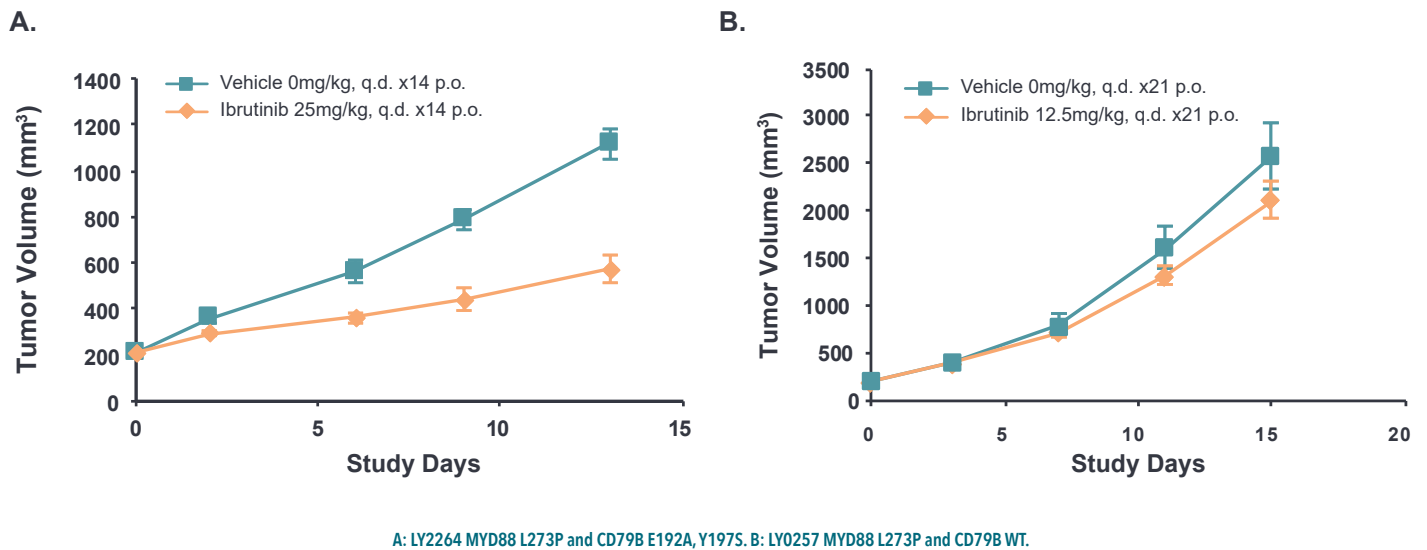 A.
Vehicle 0mg/kg, q.d. x14 p.o.
Ibrutinib 25mg/kg, q.d. x14 p.o.
Tumor Volume (mm³)
1400
1200
1000
800
600
400
200
0
0 5 10 15
Study Days
B.
Vehicle 0mg/kg, q.d. x21 p.o.
Ibrutinib 12.5mg/kg, q.d. x21 p.o.
Tumor Volume (mm³)
3500
3000
2500
2000
1500
1000
500
0
0 5 10 15 20
Study Days
A: LY2264 MYD88 L273P and CD79B E192A, Y197S. B: LY0257 MYD88 L273P and CD79B WT.